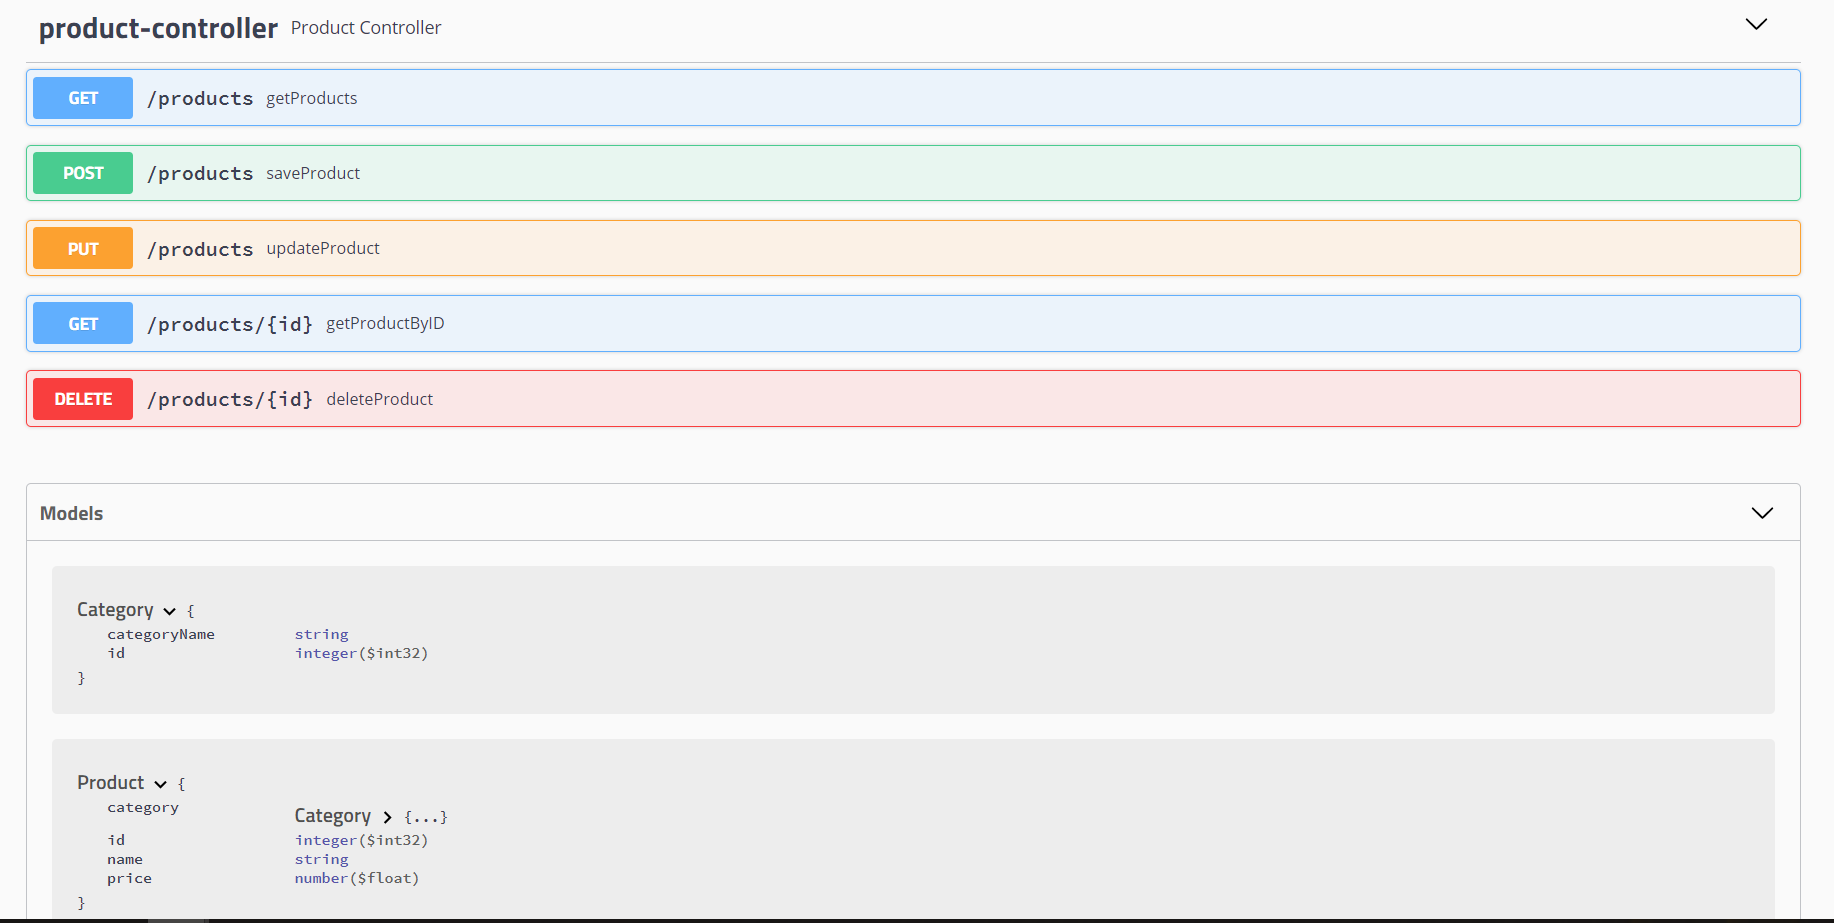 product-controller Product Controller
GET /products getProducts
POST /products saveProduct
PUT /products updateProduct
GET /products/{id} getProductByID
DELETE /products/{id} deleteProduct
Models
Category {
categoryName string
id integer($int32)
}
Product {
category Category {...}
id integer($int32)
name string
price number($float)
}